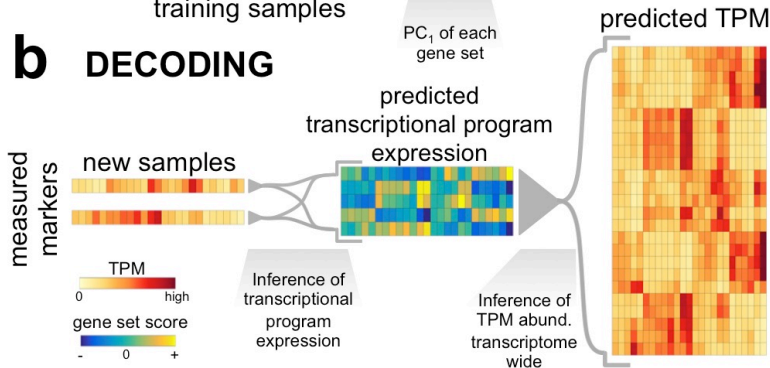 training samples
PC1 of each
gene set
predicted TPM
b DECODING
predicted
transcriptional program
expression
new samples
measured
markers
TPM
0 high
gene set score
- 0 +
Inference of
transcriptional
program
expression
Inference of
TPM abund.
transcriptome
wide